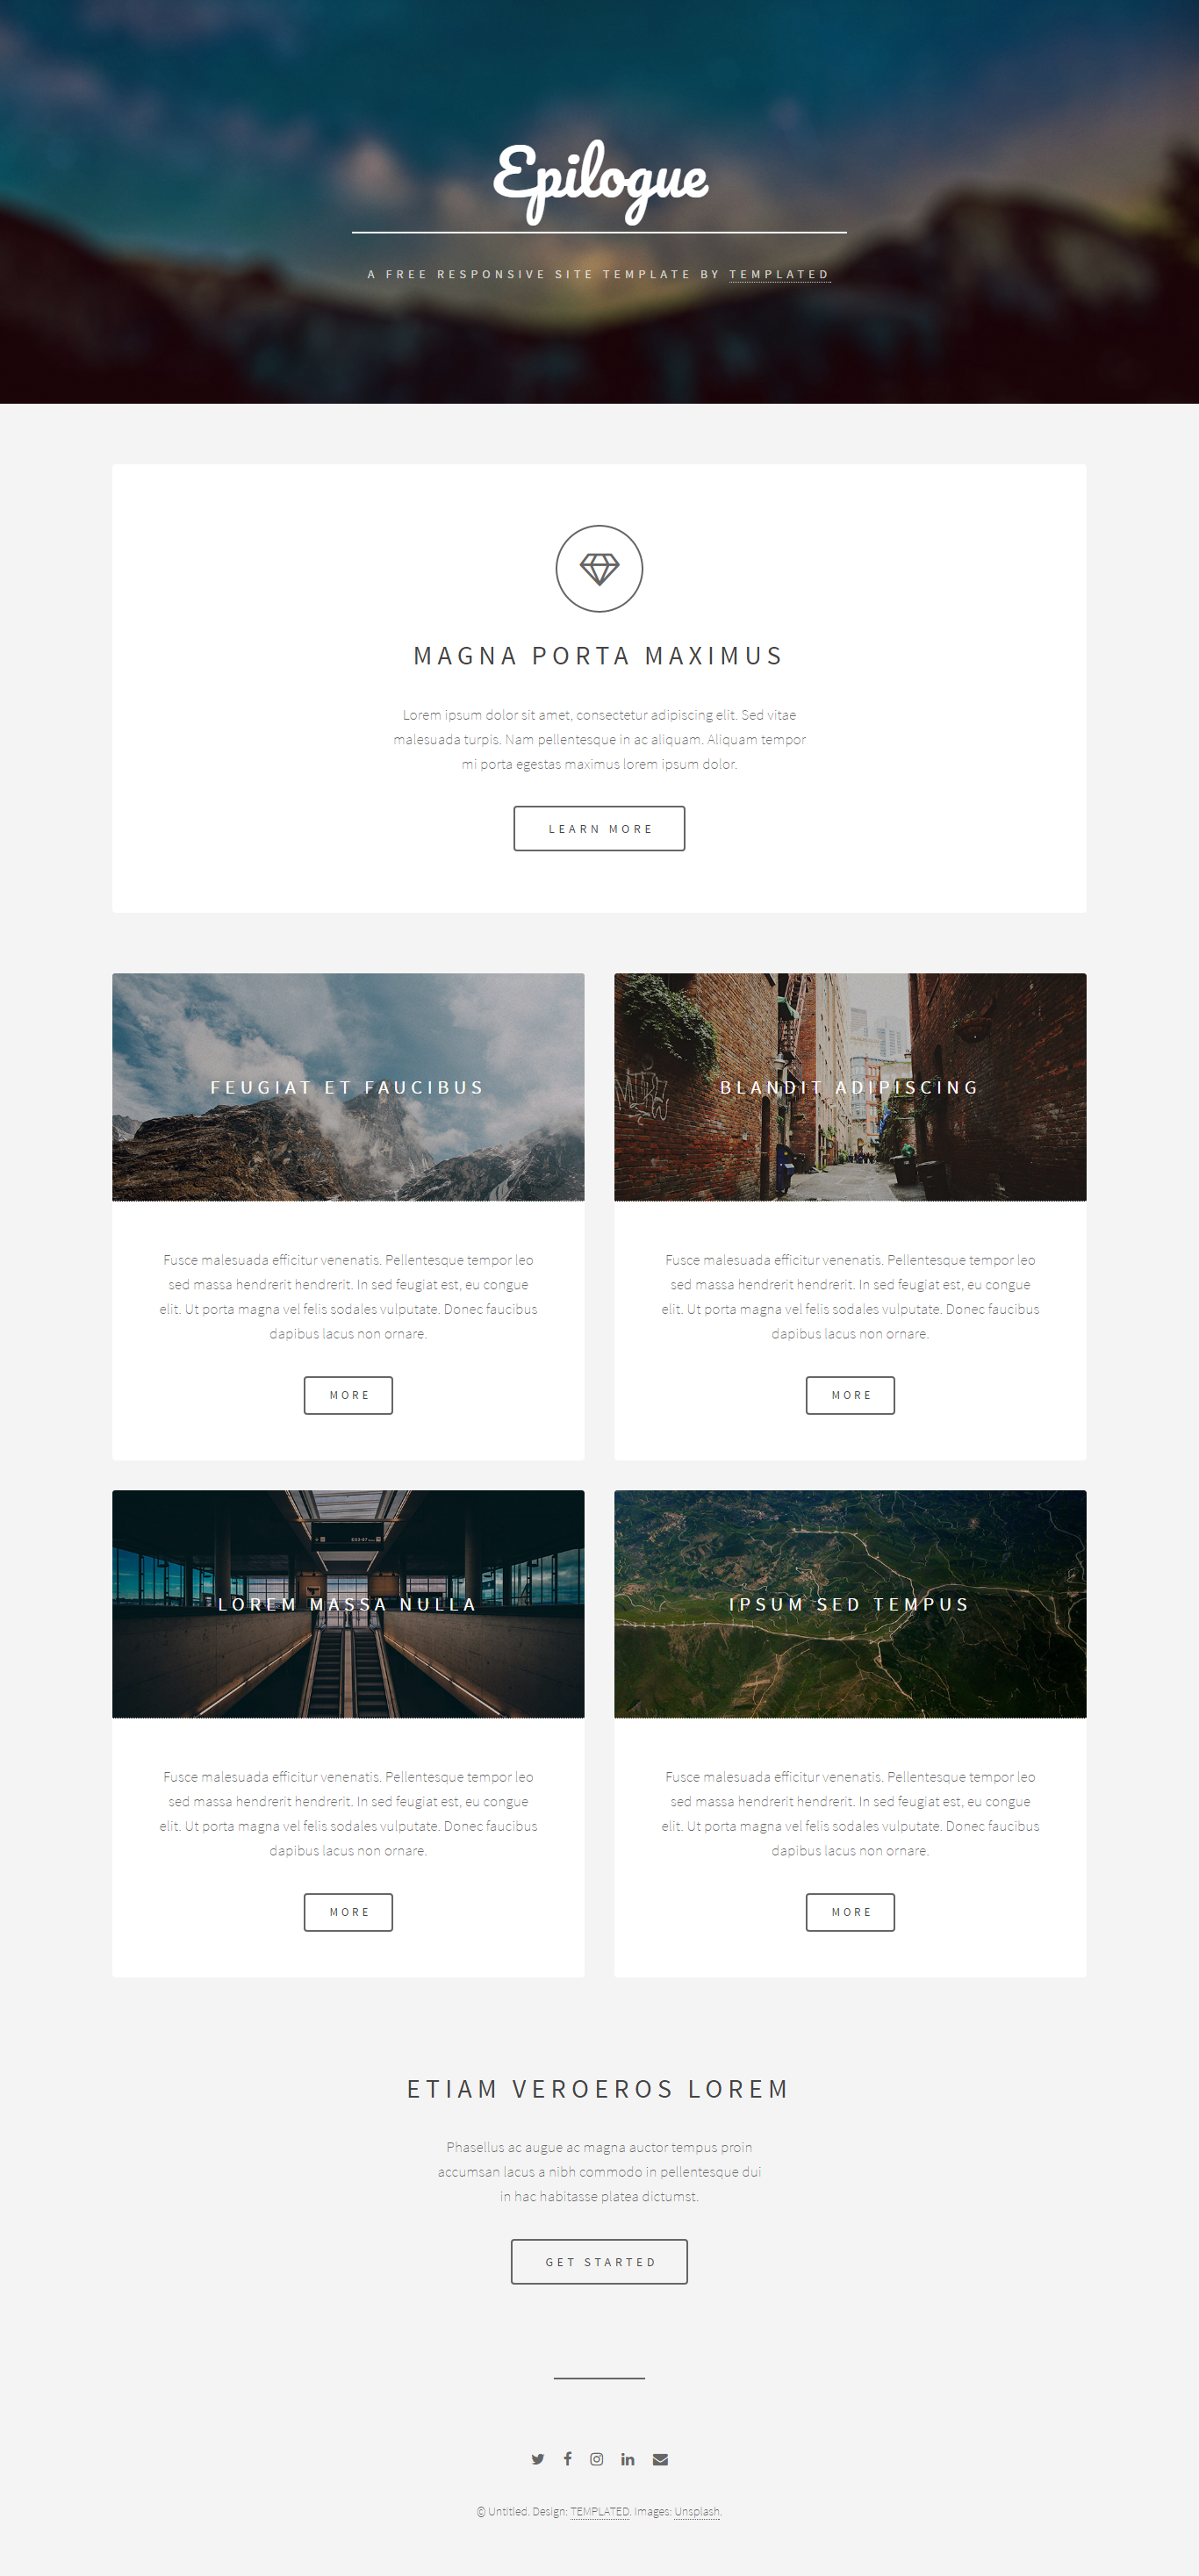 Epilogue
A FREE RESPONSIVE SITE TEMPLATE BY TEMPLATED
MAGNA PORTA MAXIMUS
Lorem ipsum dolor sit amet, consectetur adipiscing elit. Sed vitae
malesuada turpis. Nam pellentesque in ac aliquam. Aliquam tempor
mi porta egestas maximus lorem ipsum dolor.
LEARN MORE
FEUGIAT ET FAUCIBUS
Fusce malesuada efficitur venenatis. Pellentesque tempor leo
sed massa hendrerit hendrerit. In sed feugiat est, eu congue
elit. Ut porta magna vel felis sodales vulputate. Donec faucibus
dapibus lacus non ornare.
MORE
BLANDIT ADIPISCING
Fusce malesuada efficitur venenatis. Pellentesque tempor leo
sed massa hendrerit hendrerit. In sed feugiat est, eu congue
elit. Ut porta magna vel felis sodales vulputate. Donec faucibus
dapibus lacus non ornare.
MORE
LOREM MASSA NULLA
Fusce malesuada efficitur venenatis. Pellentesque tempor leo
sed massa hendrerit hendrerit. In sed feugiat est, eu congue
elit. Ut porta magna vel felis sodales vulputate. Donec faucibus
dapibus lacus non ornare.
MORE
IPSUM SED TEMPUS
Fusce malesuada efficitur venenatis. Pellentesque tempor leo
sed massa hendrerit hendrerit. In sed feugiat est, eu congue
elit. Ut porta magna vel felis sodales vulputate. Donec faucibus
dapibus lacus non ornare.
MORE
ETIAM VEROEROS LOREM
Phasellus ac augue ac magna auctor tempus proin
accumsan lacus a nibh commodo in pellentesque dui
in hac habitasse platea dictumst.
GET STARTED
© Untitled. Design: TEMPLATED. Images: Unsplash.